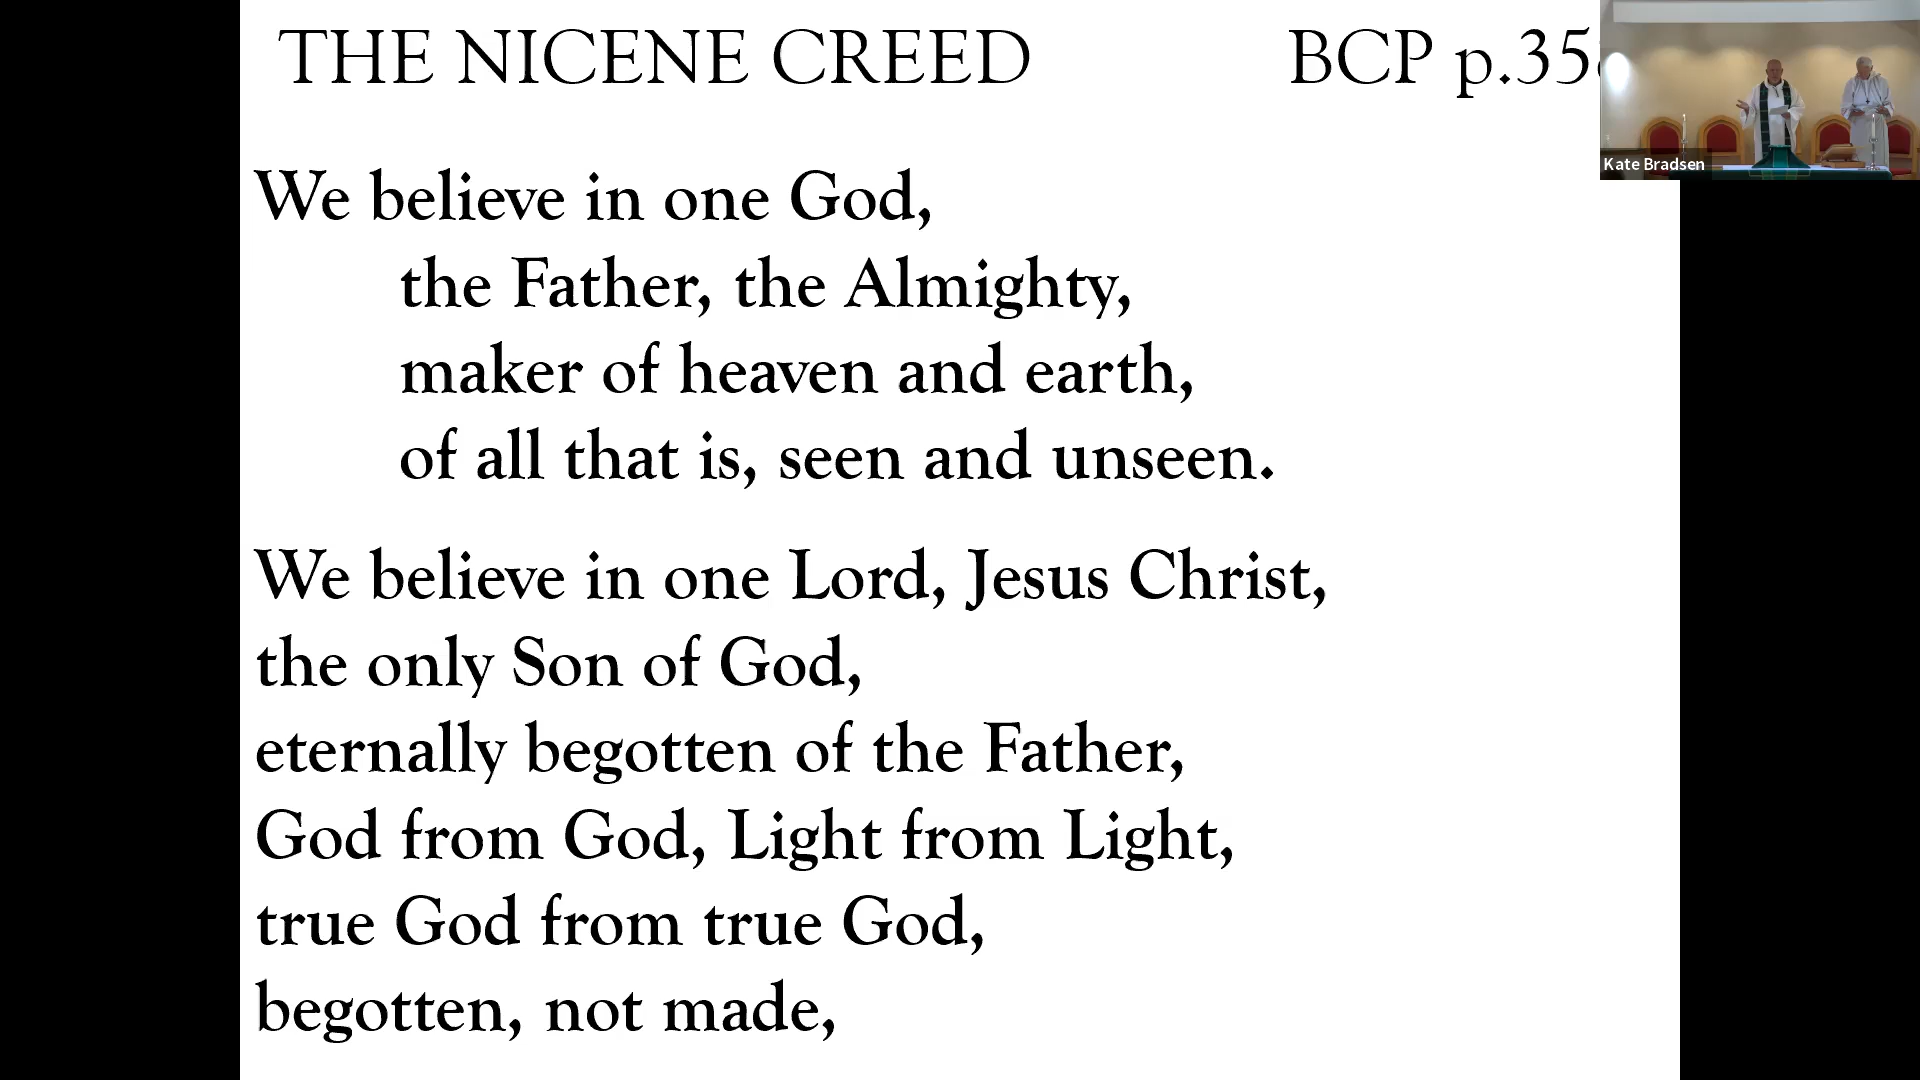 THE NICENE CREED BCP p.35
We believe in one God,
the Father, the Almighty,
maker of heaven and earth,
of all that is, seen and unseen.
We believe in one Lord, Jesus Christ,
the only Son of God,
eternally begotten of the Father,
God from God, Light from Light,
true God from true God,
begotten, not made,
Kate Bradsen